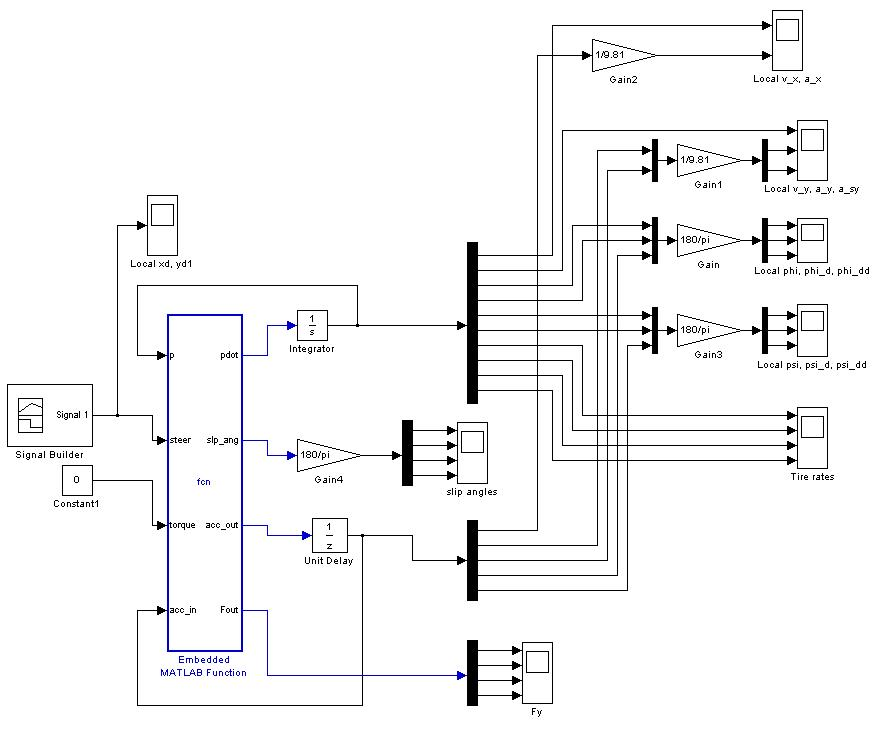 1/9.81
Gain2
Local v_x, a_x
1/9.81
Gain1
Local v_y, a_y, a_sy
180/pi
Gain
Local phi, phi_d, phi_dd
180/pi
Gain3
Local psi, psi_d, psi_dd
Local xd, yd1
1
s
Integrator
p
pdot
Signal 1
Signal Builder
steer
slp_ang
180/pi
Gain4
slip angles
Tire rates
0
Constant1
fcn
torque
acc_out
1
z
Unit Delay
acc_in
Fout
Embedded
MATLAB Function
Fy